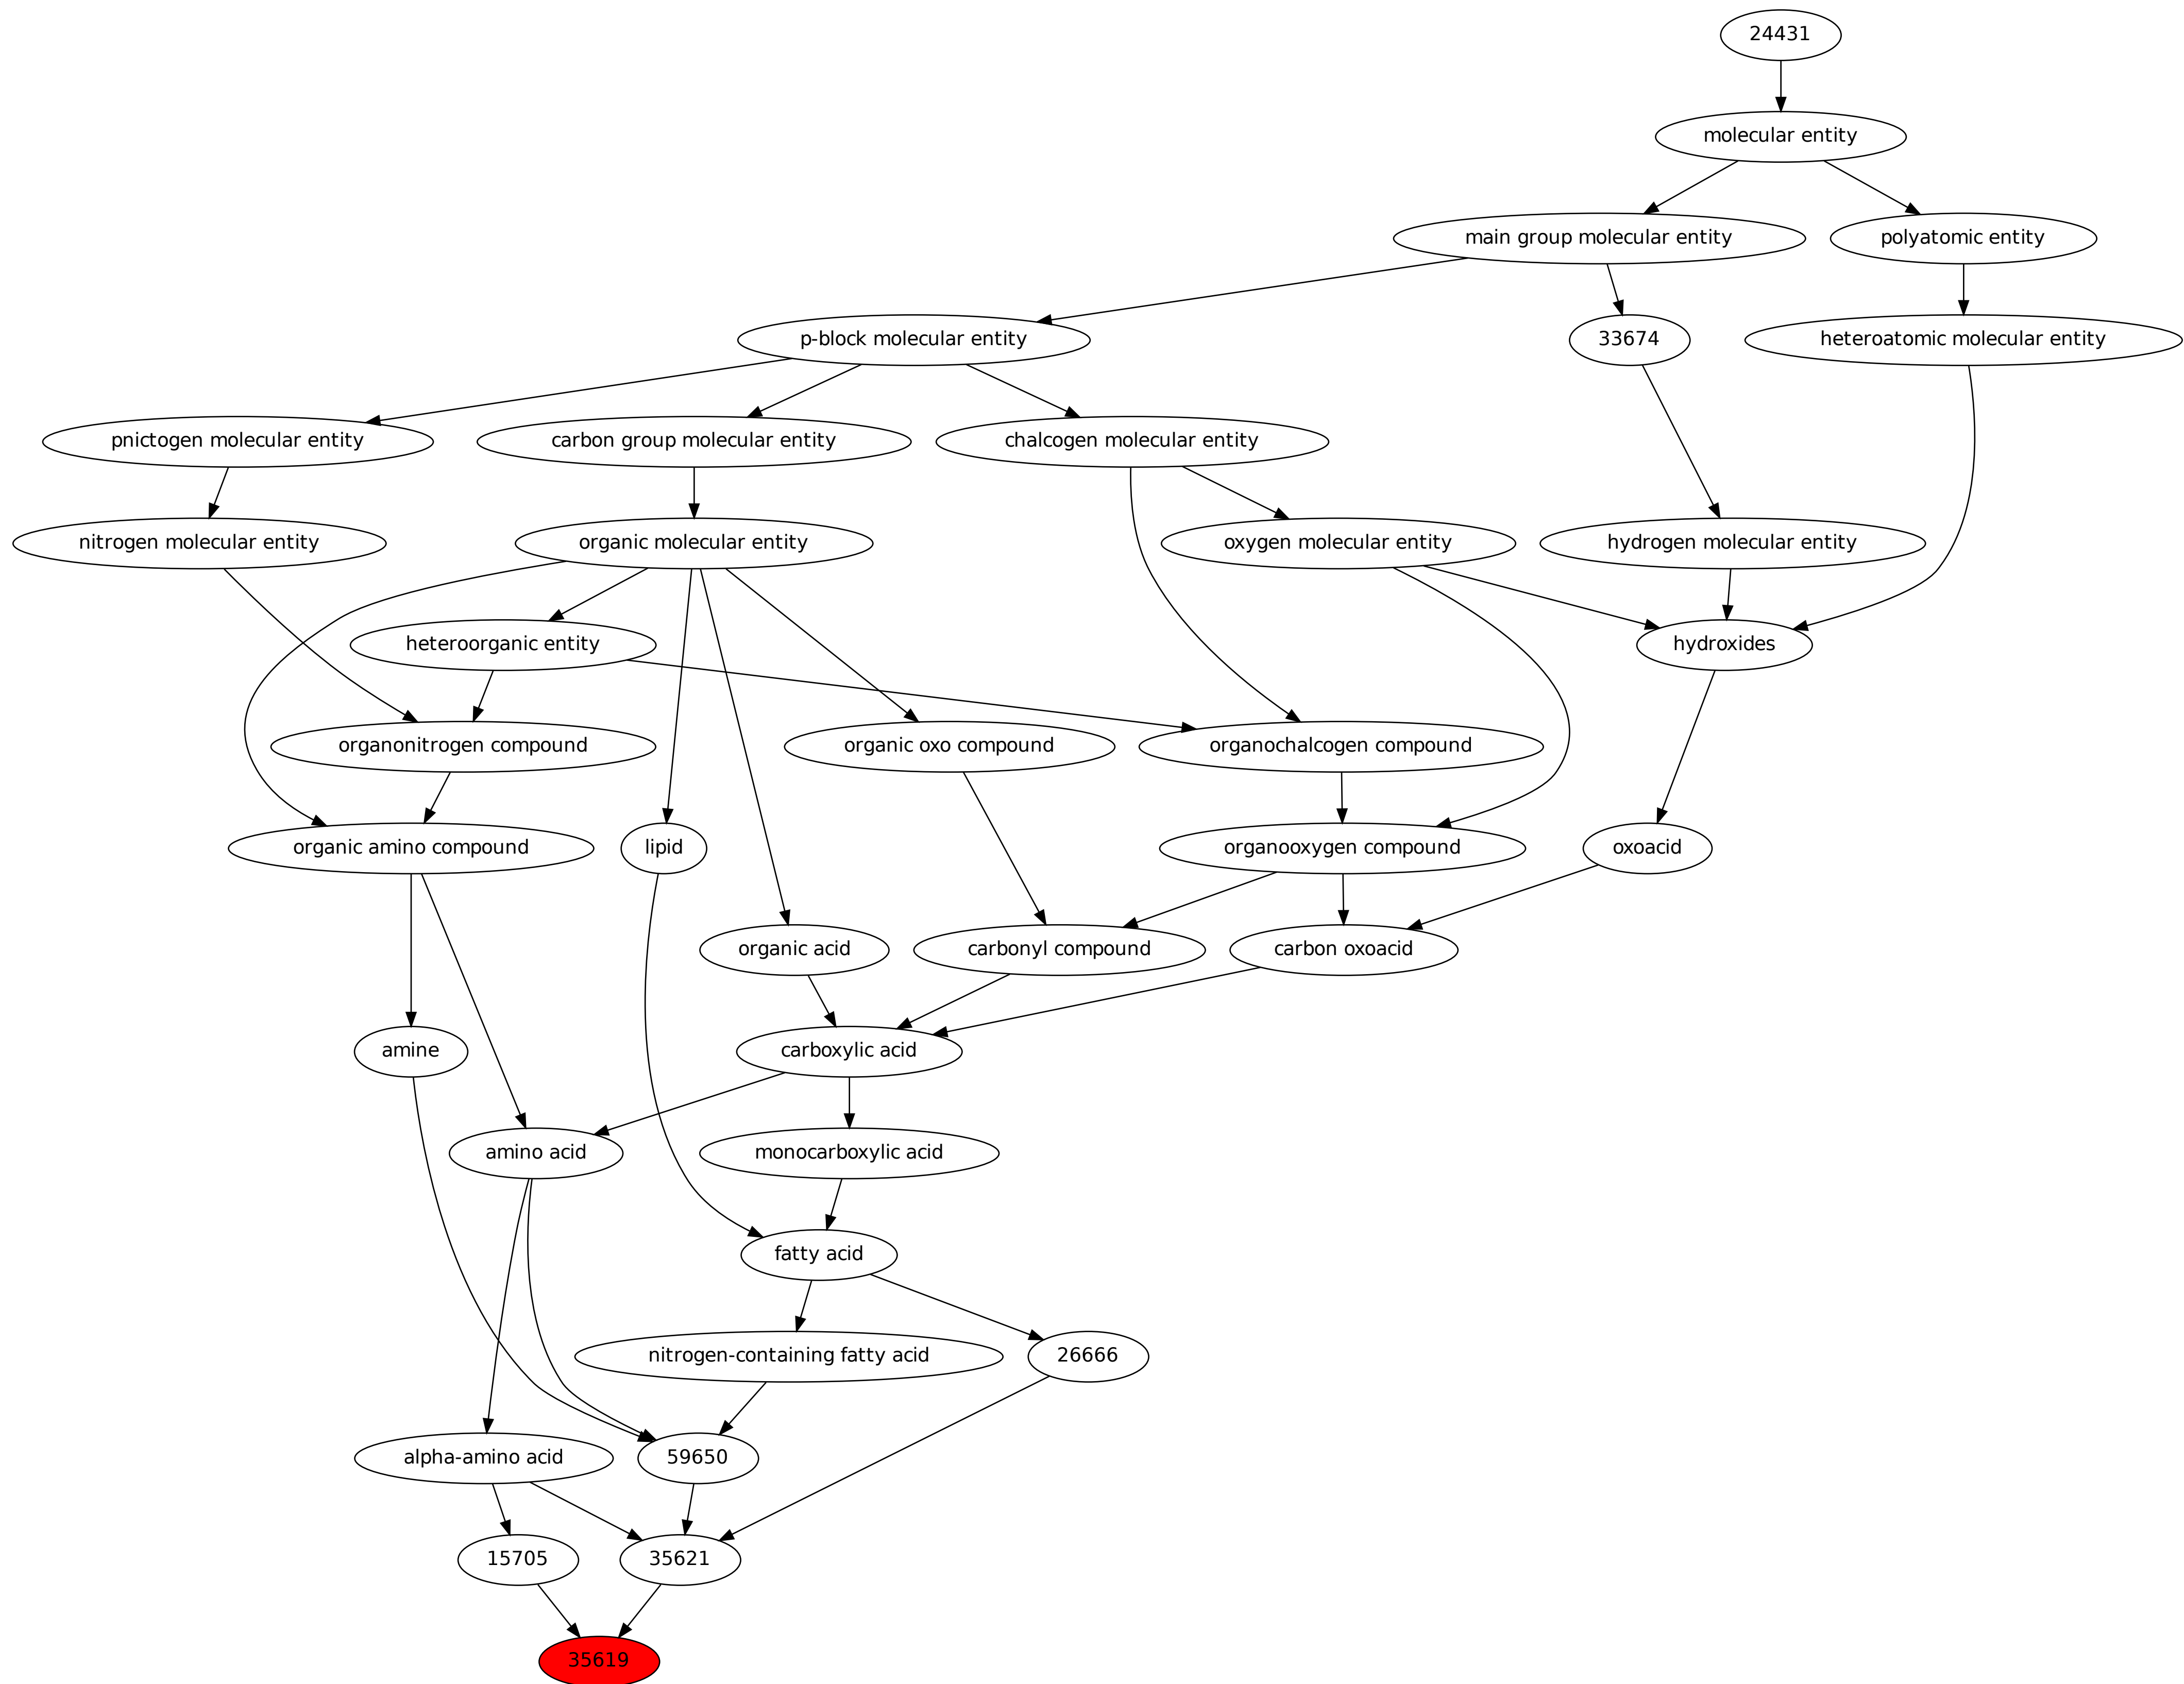 24431
molecular entity
main group molecular entity
polyatomic entity
p-block molecular entity
33674
heteroatomic molecular entity
pnictogen molecular entity
carbon group molecular entity
chalcogen molecular entity
nitrogen molecular entity
organic molecular entity
oxygen molecular entity
hydrogen molecular entity
heteroorganic entity
hydroxides
organonitrogen compound
organic oxo compound
organochalcogen compound
organic amino compound
lipid
organooxygen compound
oxoacid
organic acid
carbonyl compound
carbon oxoacid
amine
carboxylic acid
amino acid
monocarboxylic acid
fatty acid
nitrogen-containing fatty acid
26666
alpha-amino acid
59650
15705
35621
35619